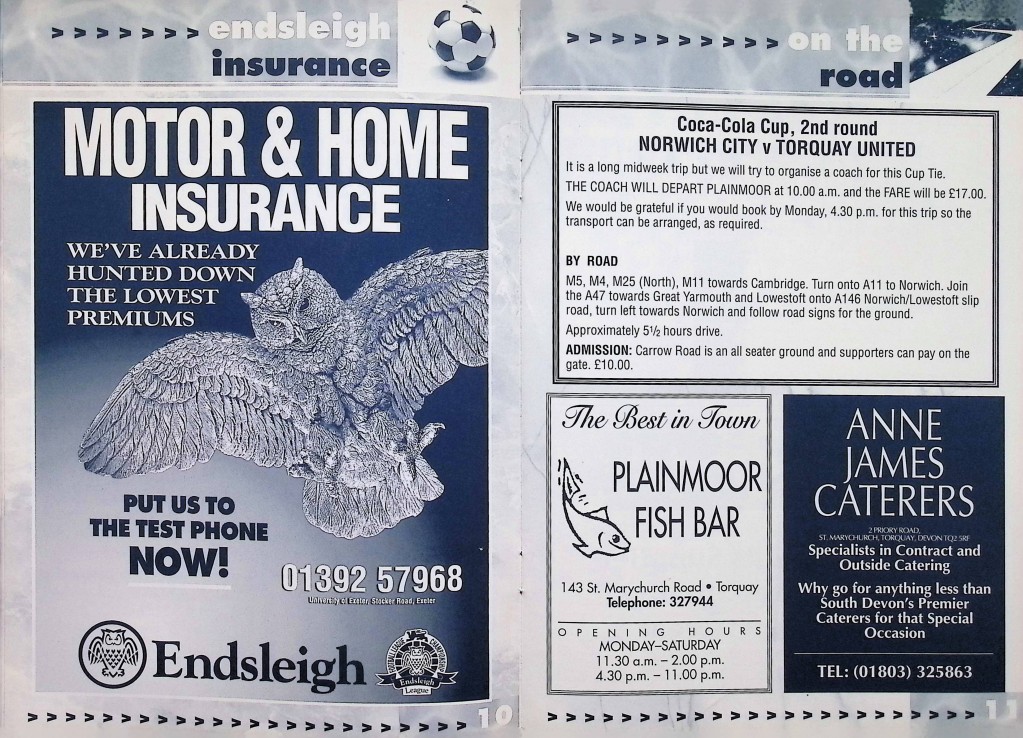 > > > > > > > endsleigh
insurance
MOTOR & HOME
INSURANCE
WE'VE ALREADY
HUNTED DOWN
THE LOWEST
PREMIUMS
PUT US TO
THE TEST PHONE
NOW!
01392 57968
University of Exeter, Stocker Road, Exeter
Endsleigh
Endsleigh
League
10
> > > > > > > > > > on the
road
Coca-Cola Cup, 2nd round
NORWICH CITY v TORQUAY UNITED
It is a long midweek trip but we will try to organise a coach for this Cup Tie.
THE COACH WILL DEPART PLAINMOOR at 10.00 a.m. and the FARE will be £17.00.
We would be grateful if you would book by Monday, 4.30 p.m. for this trip so the
transport can be arranged, as required.
BY ROAD
M5, M4, M25 (North), M11 towards Cambridge. Turn onto A11 to Norwich. Join
the A47 towards Great Yarmouth and Lowestoft onto A146 Norwich/Lowestoft slip
road, turn left towards Norwich and follow road signs for the ground.
Approximately 5½ hours drive.
ADMISSION: Carrow Road is an all seater ground and supporters can pay on the
gate. £10.00.
The Best in Town
PLAINMOOR
FISH BAR
143 St. Marychurch Road • Torquay
Telephone: 327944
OPENING HOURS
MONDAY–SATURDAY
11.30 a.m. – 2.00 p.m.
4.30 p.m. – 11.00 p.m.
ANNE
JAMES
CATERERS
2 PRIORY ROAD,
ST. MARYCHURCH, TORQUAY, DEVON TQ2 5RF
Specialists in Contract and
Outside Catering
Why go for anything less than
South Devon's Premier
Caterers for that Special
Occasion
TEL: (01803) 325863
11